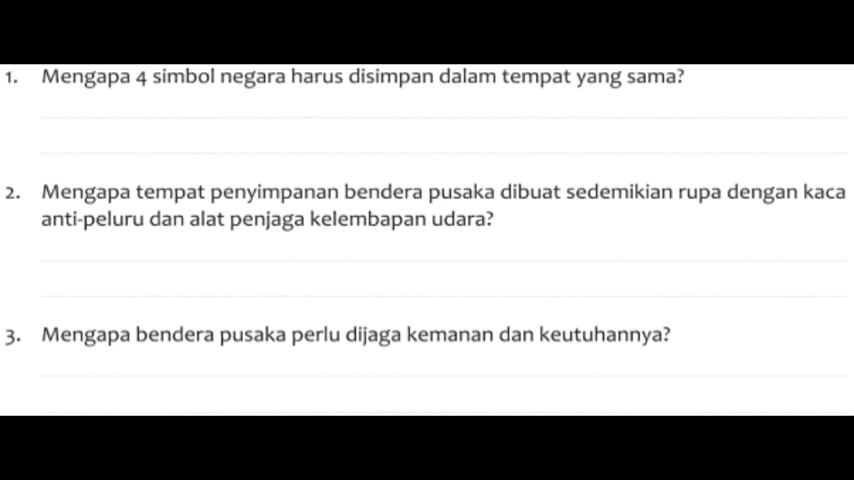 1. Mengapa 4 simbol negara harus disimpan dalam tempat yang sama?
2. Mengapa tempat penyimpanan bendera pusaka dibuat sedemikian rupa dengan kaca
anti-peluru dan alat penjaga kelembapan udara?
3. Mengapa bendera pusaka perlu dijaga kemanan dan keutuhannya?